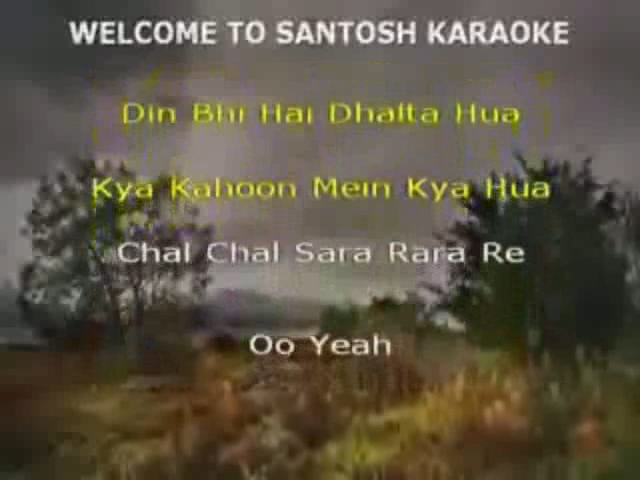 WELCOME TO SANTOSH KARAOKE
Din Bhi Hai Dhalta Hua
Kya Kahoon Mein Kya Hua
Chal Chal Sara Rara Re
Oo Yeah